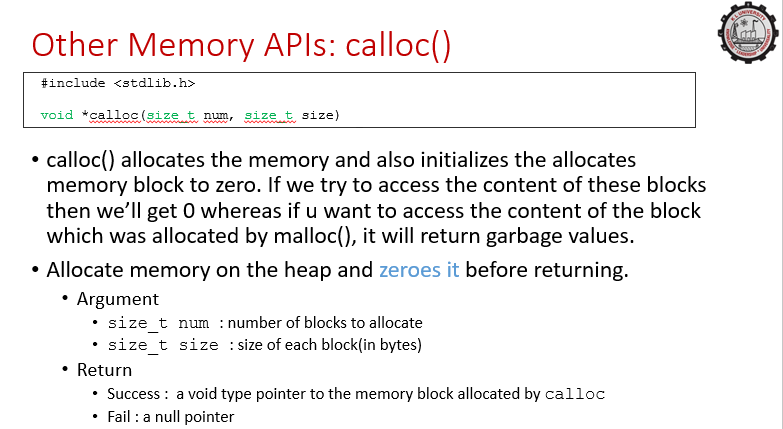 Other Memory APIs: calloc()
#include <stdlib.h>
void *calloc(size_t num, size_t size)
• calloc() allocates the memory and also initializes the allocates
memory block to zero. If we try to access the content of these blocks
then we’ll get 0 whereas if u want to access the content of the block
which was allocated by malloc(), it will return garbage values.
• Allocate memory on the heap and zeroes it before returning.
• Argument
• size_t num : number of blocks to allocate
• size_t size : size of each block(in bytes)
• Return
• Success : a void type pointer to the memory block allocated by calloc
• Fail : a null pointer